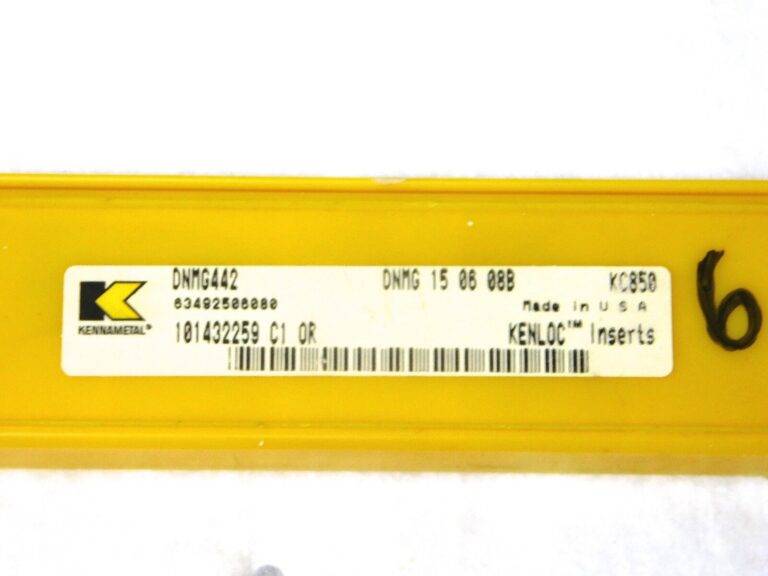 DNMG442 DNMG 15 06 08B KC850
63492506080 Made in U S A
KENNAMETAL® 101432259 C1 OR KENLOC™ Inserts
6